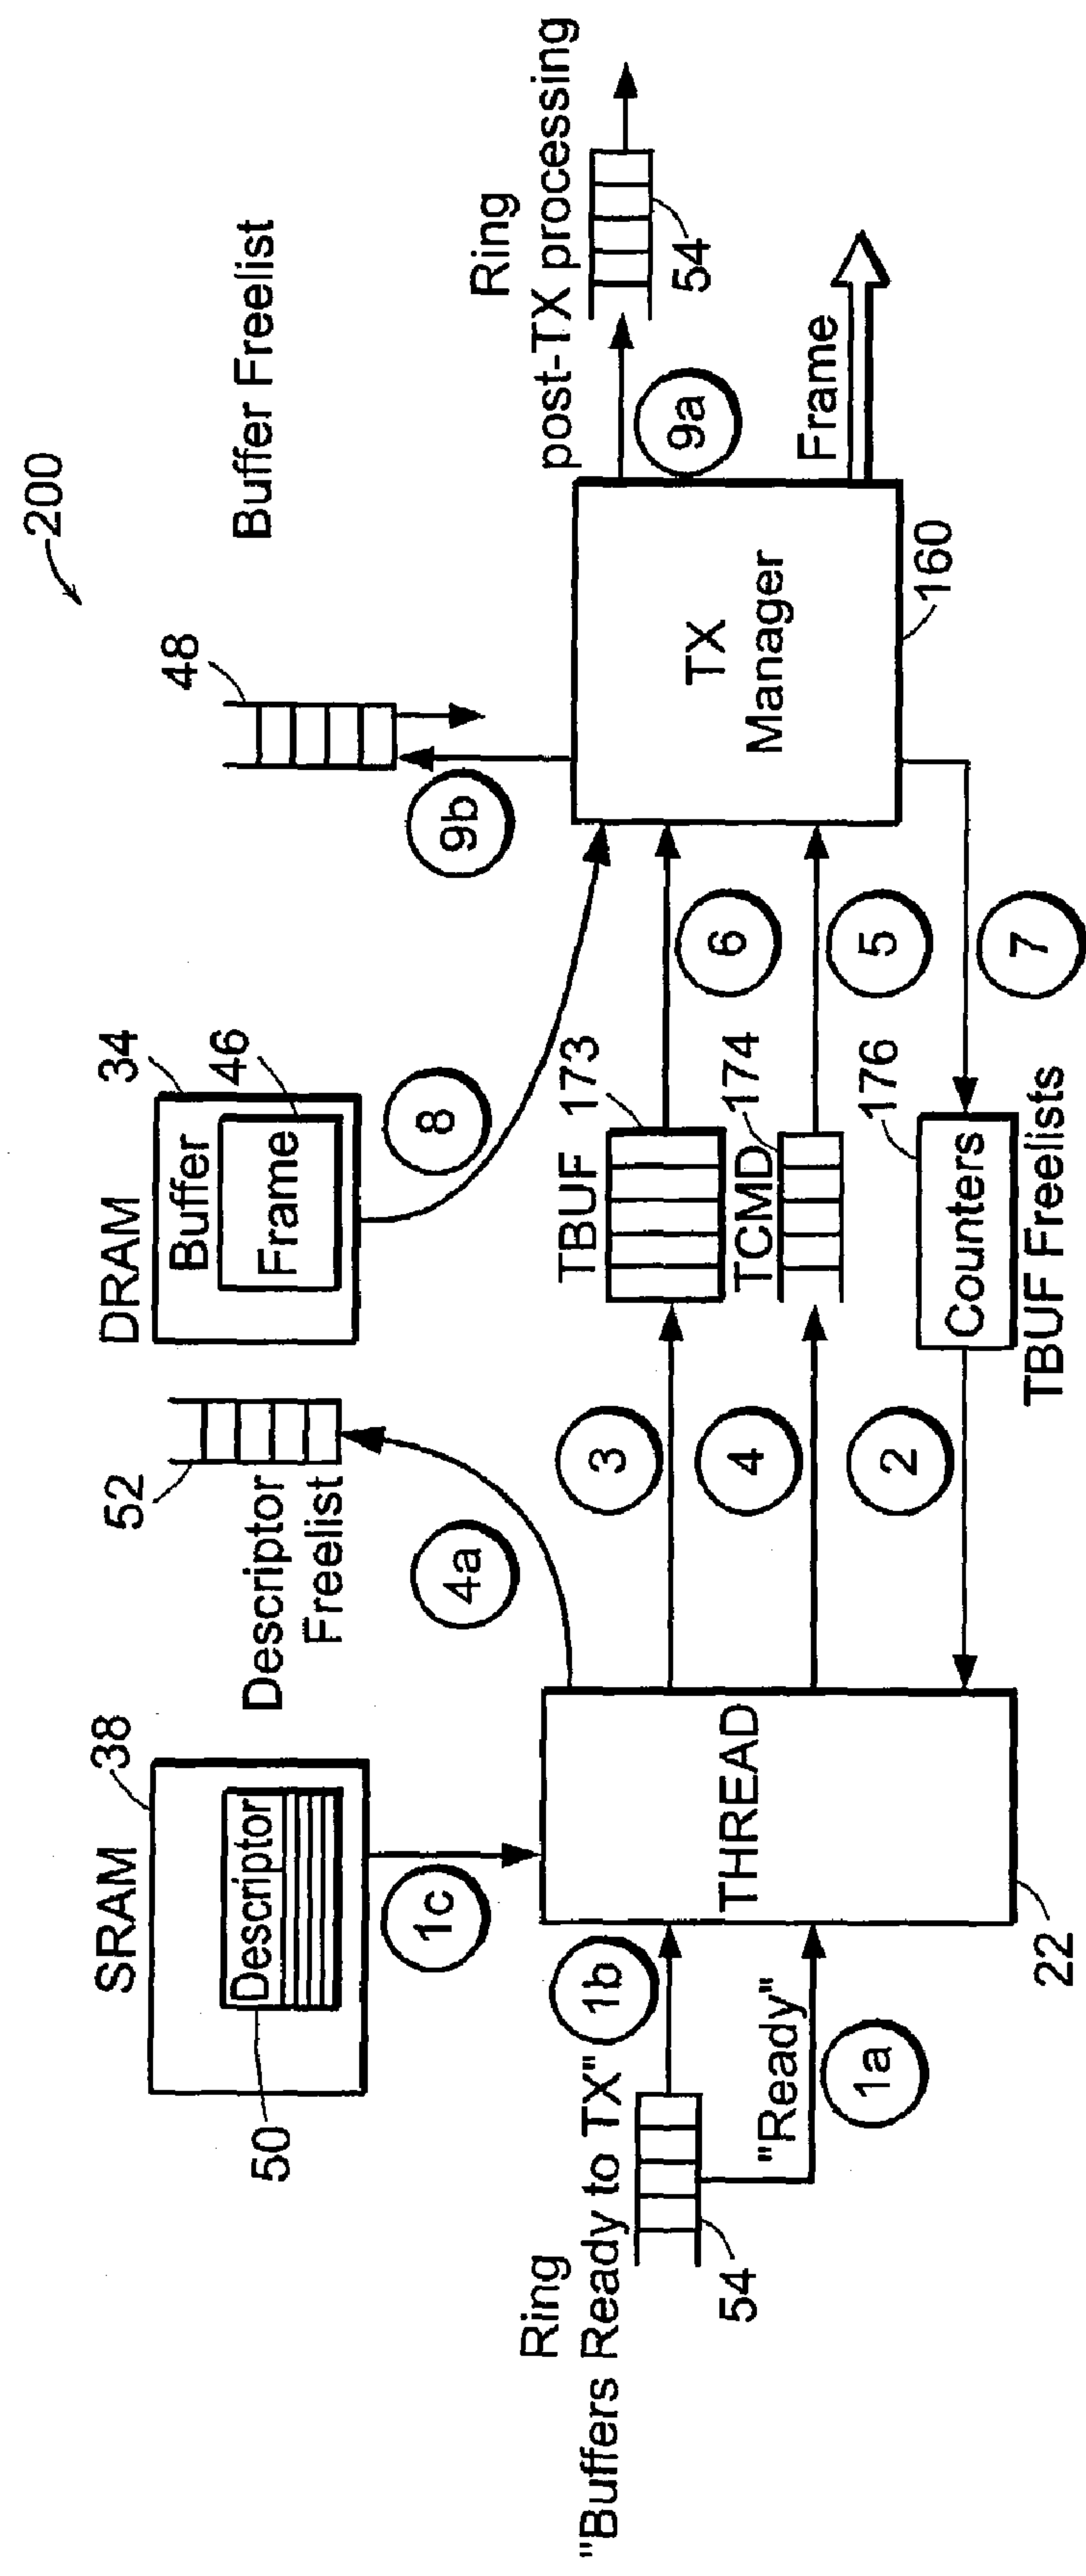 200
Buffer Freelist
48
9b
Ring
post-TX processing
54
9a
Frame
TX
Manager
160
DRAM
34
Buffer
46
Frame
8
6
5
7
TBUF
173
TCMD
174
176
Counters
TBUF Freelists
52
Descriptor
Freelist
4a
3
4
2
SRAM
38
Descriptor
50
1c
THREAD
22
1b
"Ready"
1a
Ring
"Buffers Ready to TX"
54